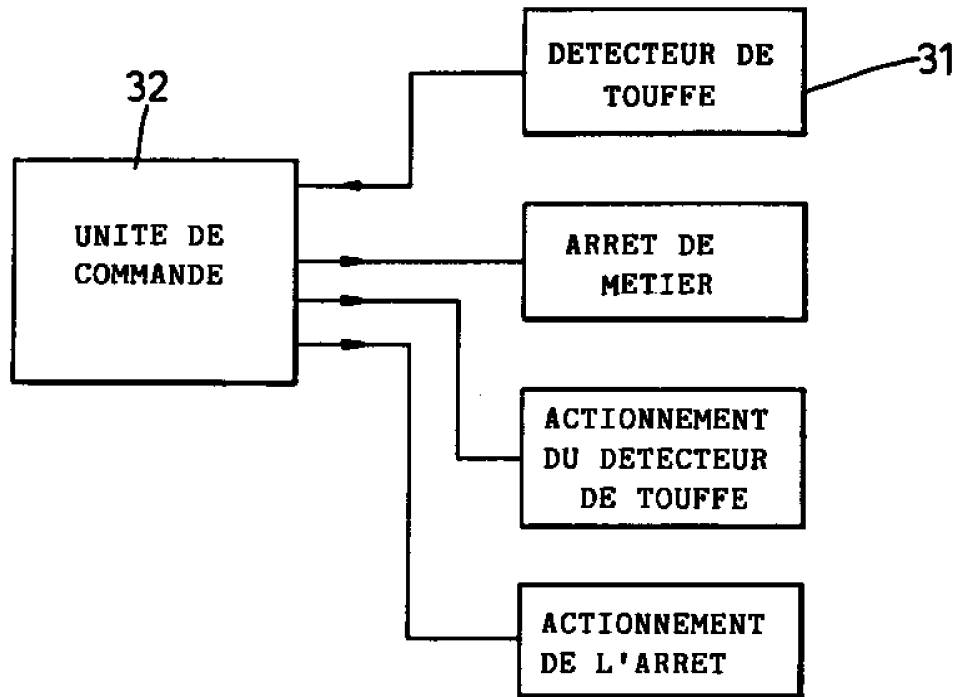 DETECTEUR DE
TOUFFE
31
32
UNITE DE
COMMANDE
ARRET DE
METIER
ACTIONNEMENT
DU DETECTEUR
DE TOUFFE
ACTIONNEMENT
DE L'ARRET